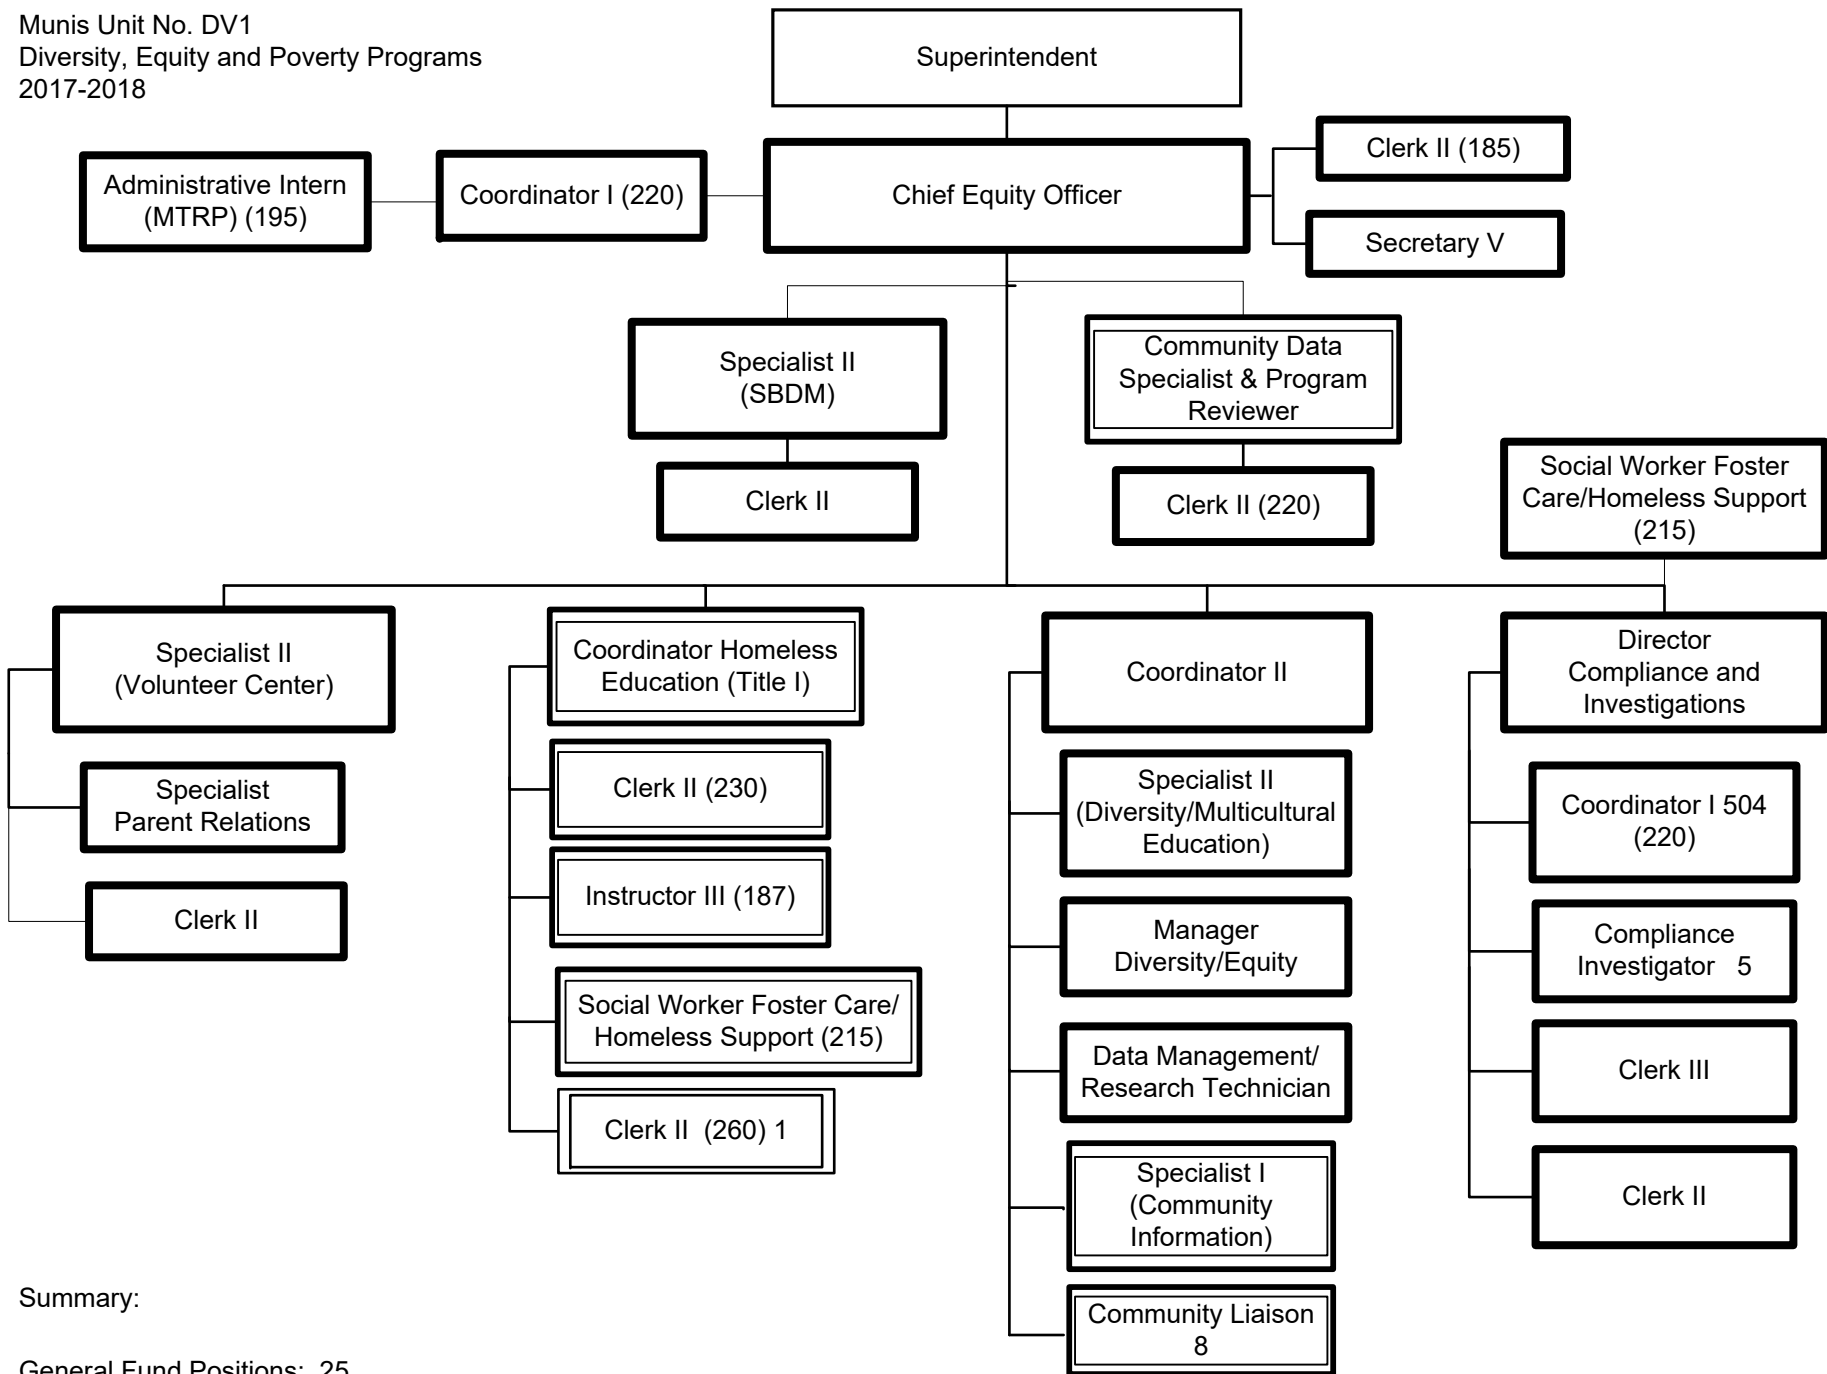 Munis Unit No. DV1
Diversity, Equity and Poverty Programs
2017-2018
Superintendent
Administrative Intern
(MTRP) (195)
Coordinator I (220)
Chief Equity Officer
Clerk II (185)
Secretary V
Specialist II
(SBDM)
Community Data
Specialist & Program
Reviewer
Clerk II
Clerk II (220)
Social Worker Foster
Care/Homeless Support
(215)
Specialist II
(Volunteer Center)
Specialist
Parent Relations
Clerk II
Coordinator Homeless
Education (Title I)
Clerk II (230)
Instructor III (187)
Social Worker Foster Care/
Homeless Support (215)
Clerk II  (260) 1
Coordinator II
Specialist II
(Diversity/Multicultural
Education)
Manager
Diversity/Equity
Data Management/
Research Technician
Specialist I
(Community
Information)
Community Liaison
8
Director
Compliance and
Investigations
Coordinator I 504
(220)
Compliance
Investigator   5
Clerk III
Clerk II
Summary:
General Fund Positions:  25